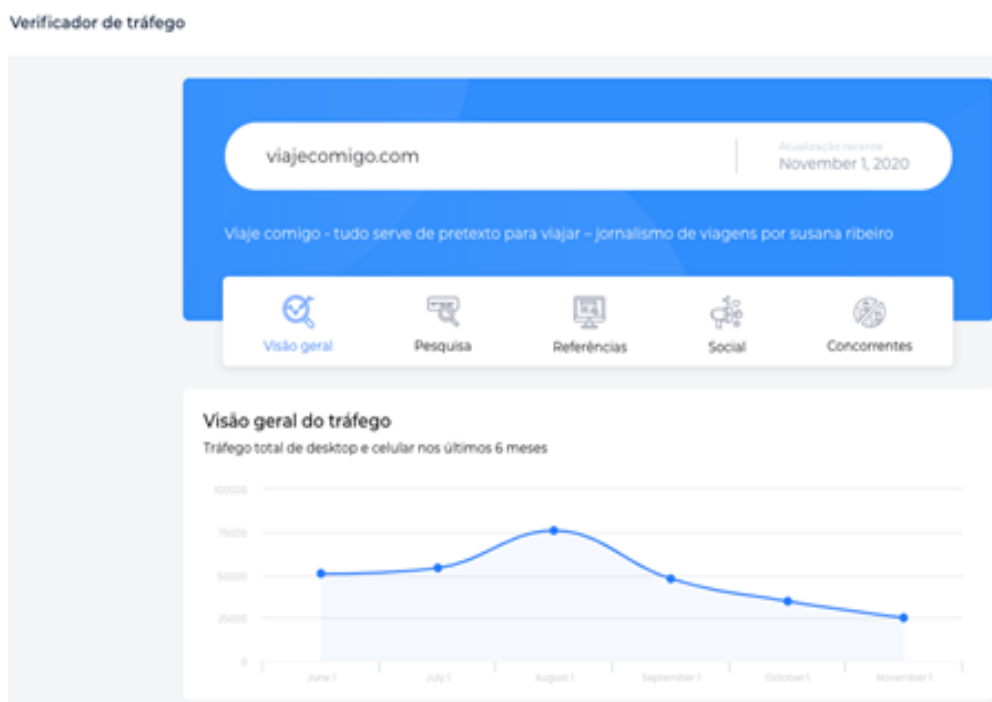 Verificador de tráfego
viajecomigo.com
Atualização recente
November 1, 2020
Viaje comigo - tudo serve de pretexto para viajar – jornalismo de viagens por susana ribeiro
Visão geral
Pesquisa
Referências
Social
Concorrentes
Visão geral do tráfego
Tráfego total de desktop e celular nos últimos 6 meses
100000
75000
50000
25000
0
June 1
July 1
August 1
September 1
October 1
November 1